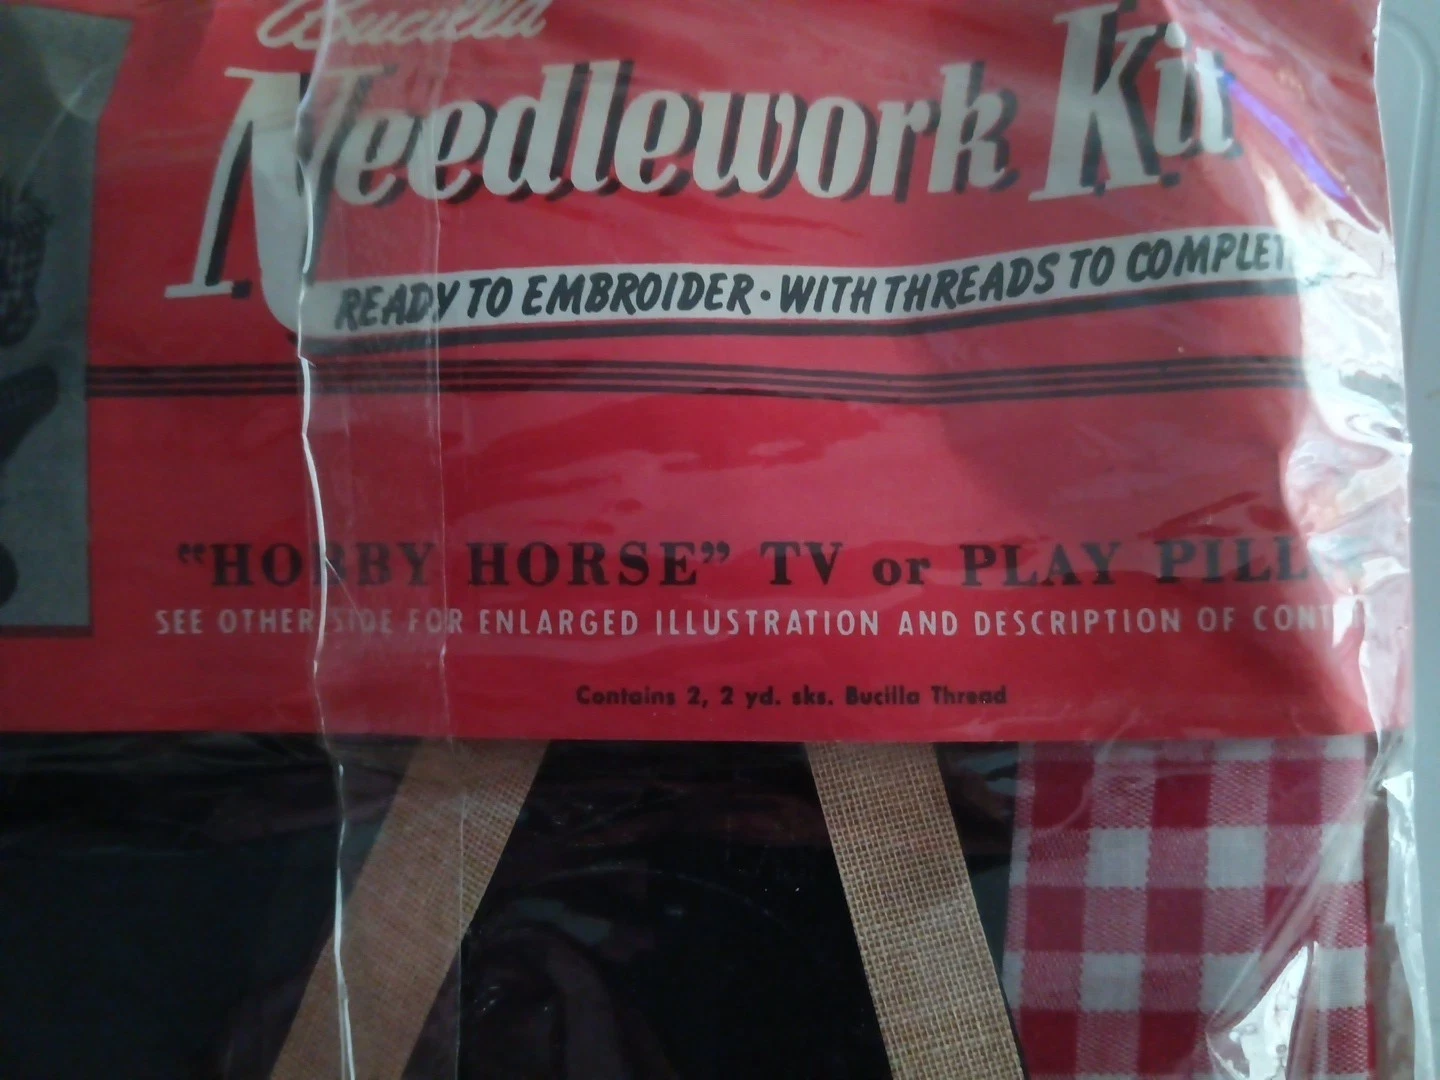 Bucilla
Needlework Kit
READY TO EMBROIDER · WITH THREADS TO COMPLET
"HOBBY HORSE" TV or PLAY PILL
SEE OTHER SIDE FOR ENLARGED ILLUSTRATION AND DESCRIPTION OF CONT
Contains 2, 2 yd. sks. Bucilla Thread